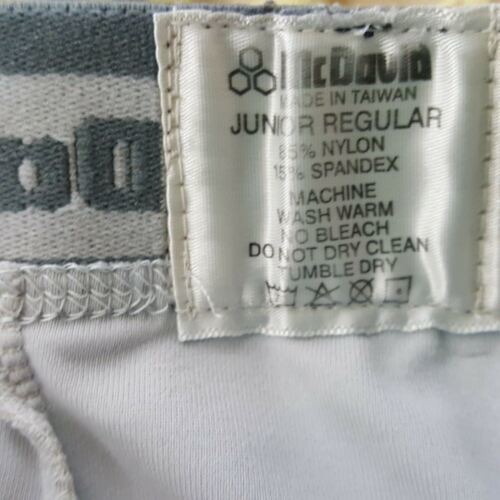 McDavid
MADE IN TAIWAN
JUNIOR REGULAR
85% NYLON
15% SPANDEX
MACHINE
WASH WARM
NO BLEACH
DO NOT DRY CLEAN
TUMBLE DRY